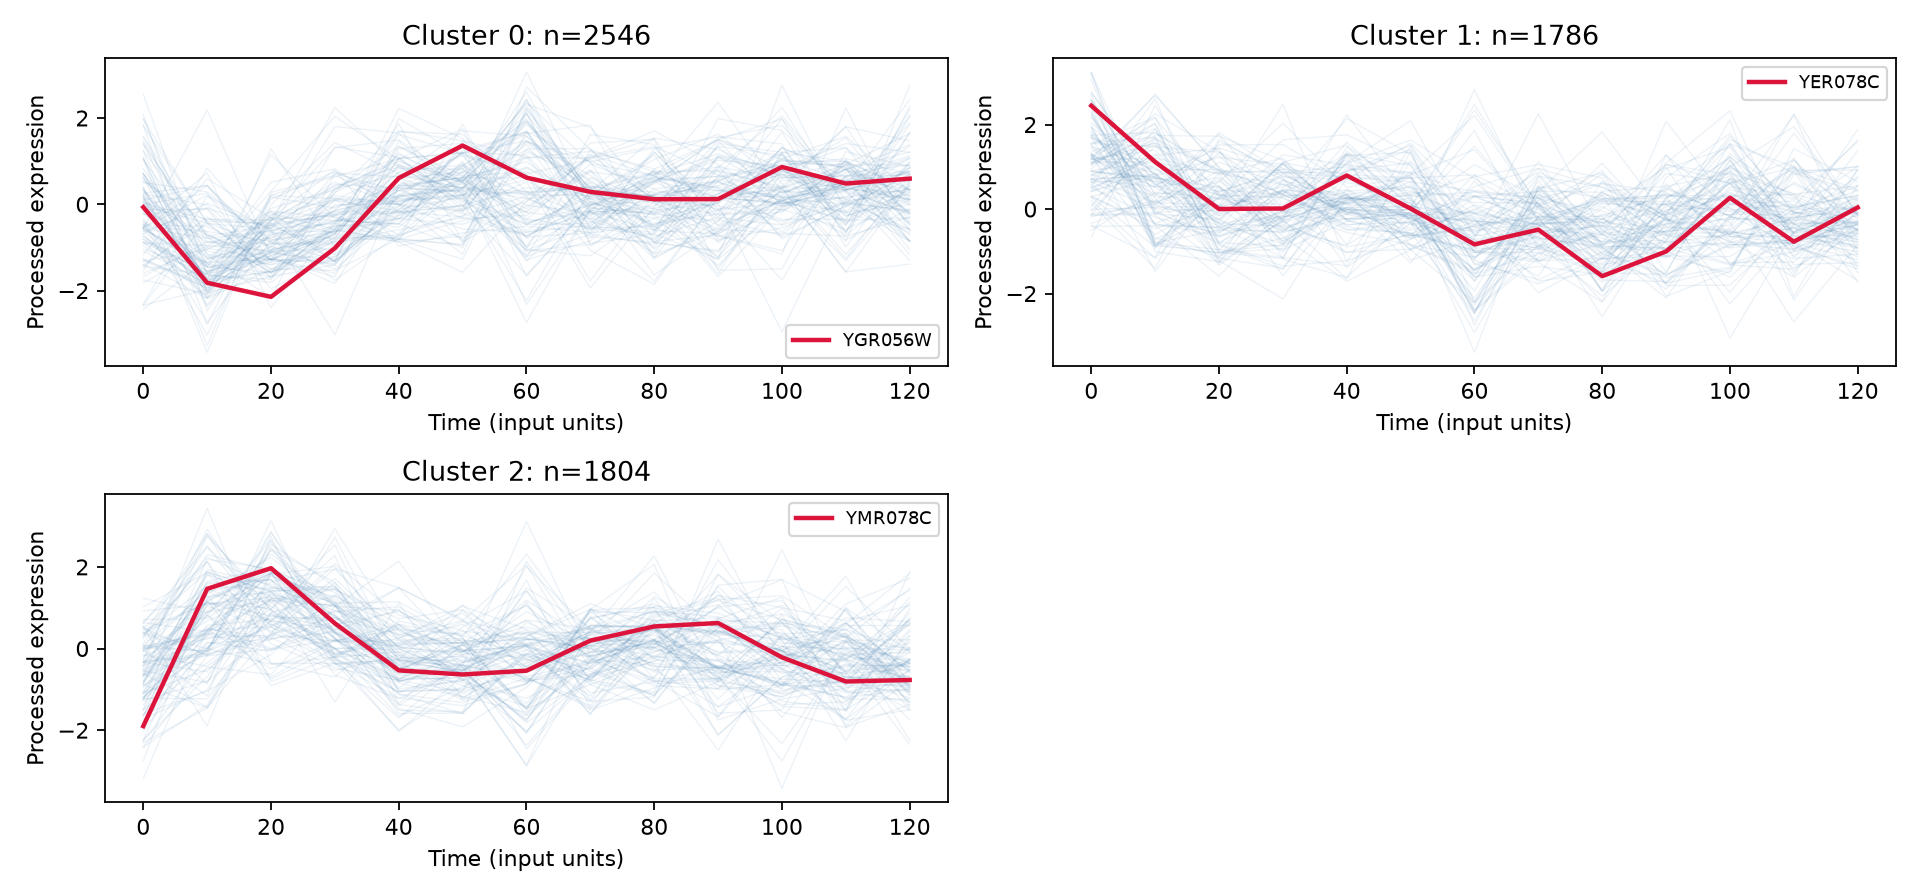 Cluster 0: n=2546
Processed expression
2
0
−2
YGR056W
0 20 40 60 80 100 120
Time (input units)
Cluster 1: n=1786
Processed expression
2
0
−2
YER078C
0 20 40 60 80 100 120
Time (input units)
Cluster 2: n=1804
Processed expression
2
0
−2
YMR078C
0 20 40 60 80 100 120
Time (input units)